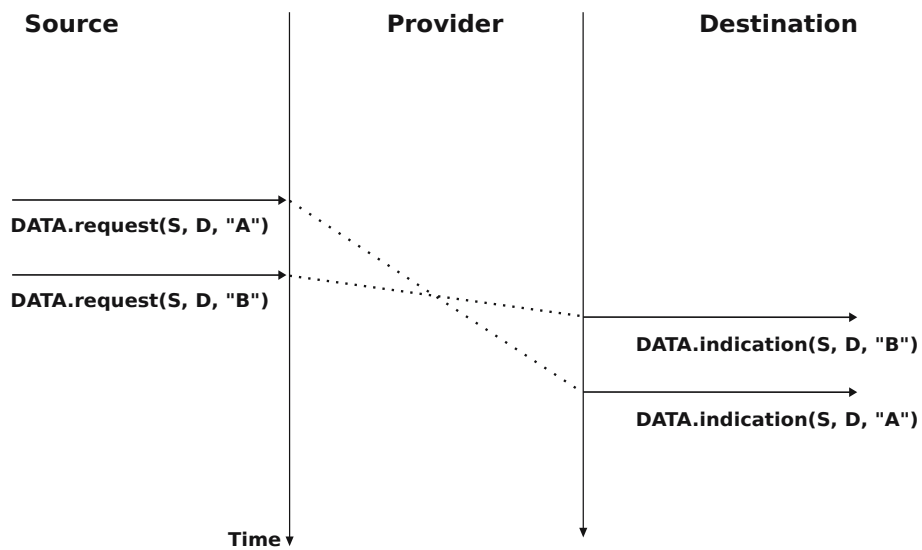 Source
Provider
Destination
DATA.request(S, D, "A")
DATA.request(S, D, "B")
DATA.indication(S, D, "B")
DATA.indication(S, D, "A")
Time